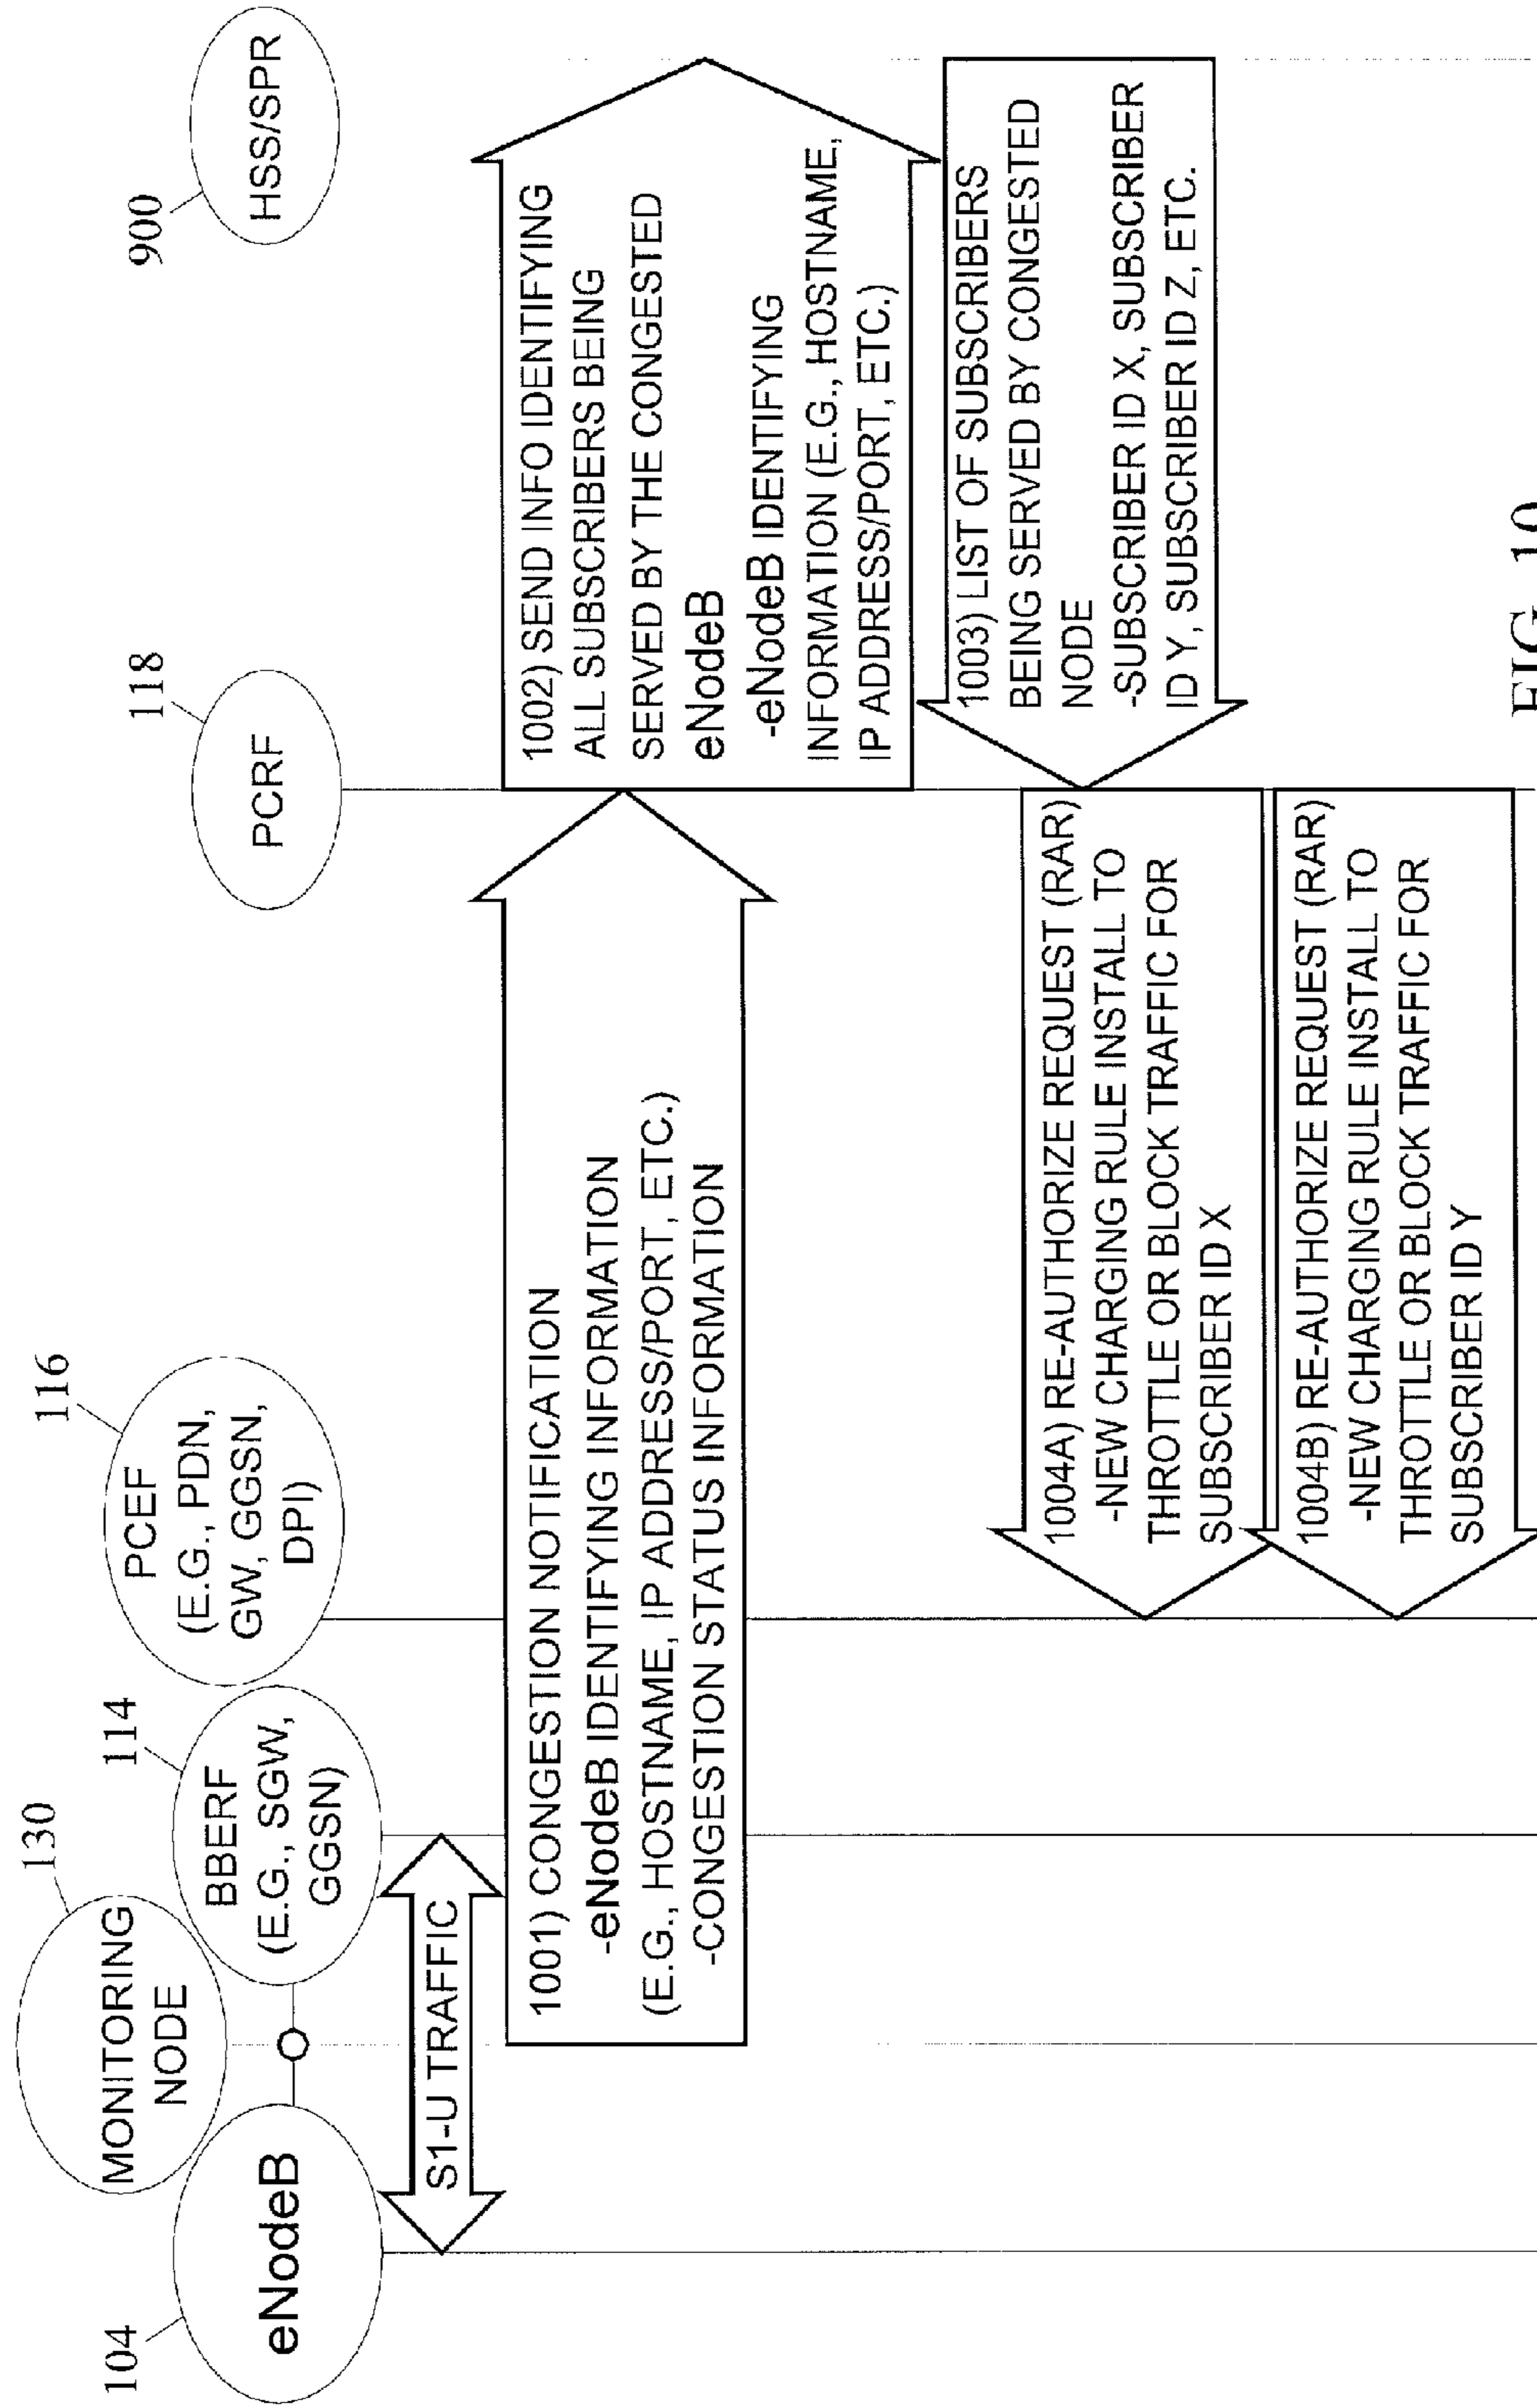 130
MONITORING
NODE
104
eNodeB
114
BBERF
(E.G., SGW,
GGSN)
116
PCEF
(E.G., PDN,
GW, GGSN,
DPI)
118
PCRF
900
HSS/SPR
S1-U TRAFFIC
1001) CONGESTION NOTIFICATION
-eNodeB IDENTIFYING INFORMATION
(E.G., HOSTNAME, IP ADDRESS/PORT, ETC.)
-CONGESTION STATUS INFORMATION
1002) SEND INFO IDENTIFYING
ALL SUBSCRIBERS BEING
SERVED BY THE CONGESTED
eNodeB
-eNodeB IDENTIFYING
INFORMATION (E.G., HOSTNAME,
IP ADDRESS/PORT, ETC.)
1003) LIST OF SUBSCRIBERS
BEING SERVED BY CONGESTED
NODE
-SUBSCRIBER ID X, SUBSCRIBER
ID Y, SUBSCRIBER ID Z, ETC.
1004A) RE-AUTHORIZE REQUEST (RAR)
-NEW CHARGING RULE INSTALL TO
THROTTLE OR BLOCK TRAFFIC FOR
SUBSCRIBER ID X
1004B) RE-AUTHORIZE REQUEST (RAR)
-NEW CHARGING RULE INSTALL TO
THROTTLE OR BLOCK TRAFFIC FOR
SUBSCRIBER ID Y
FIG. 10